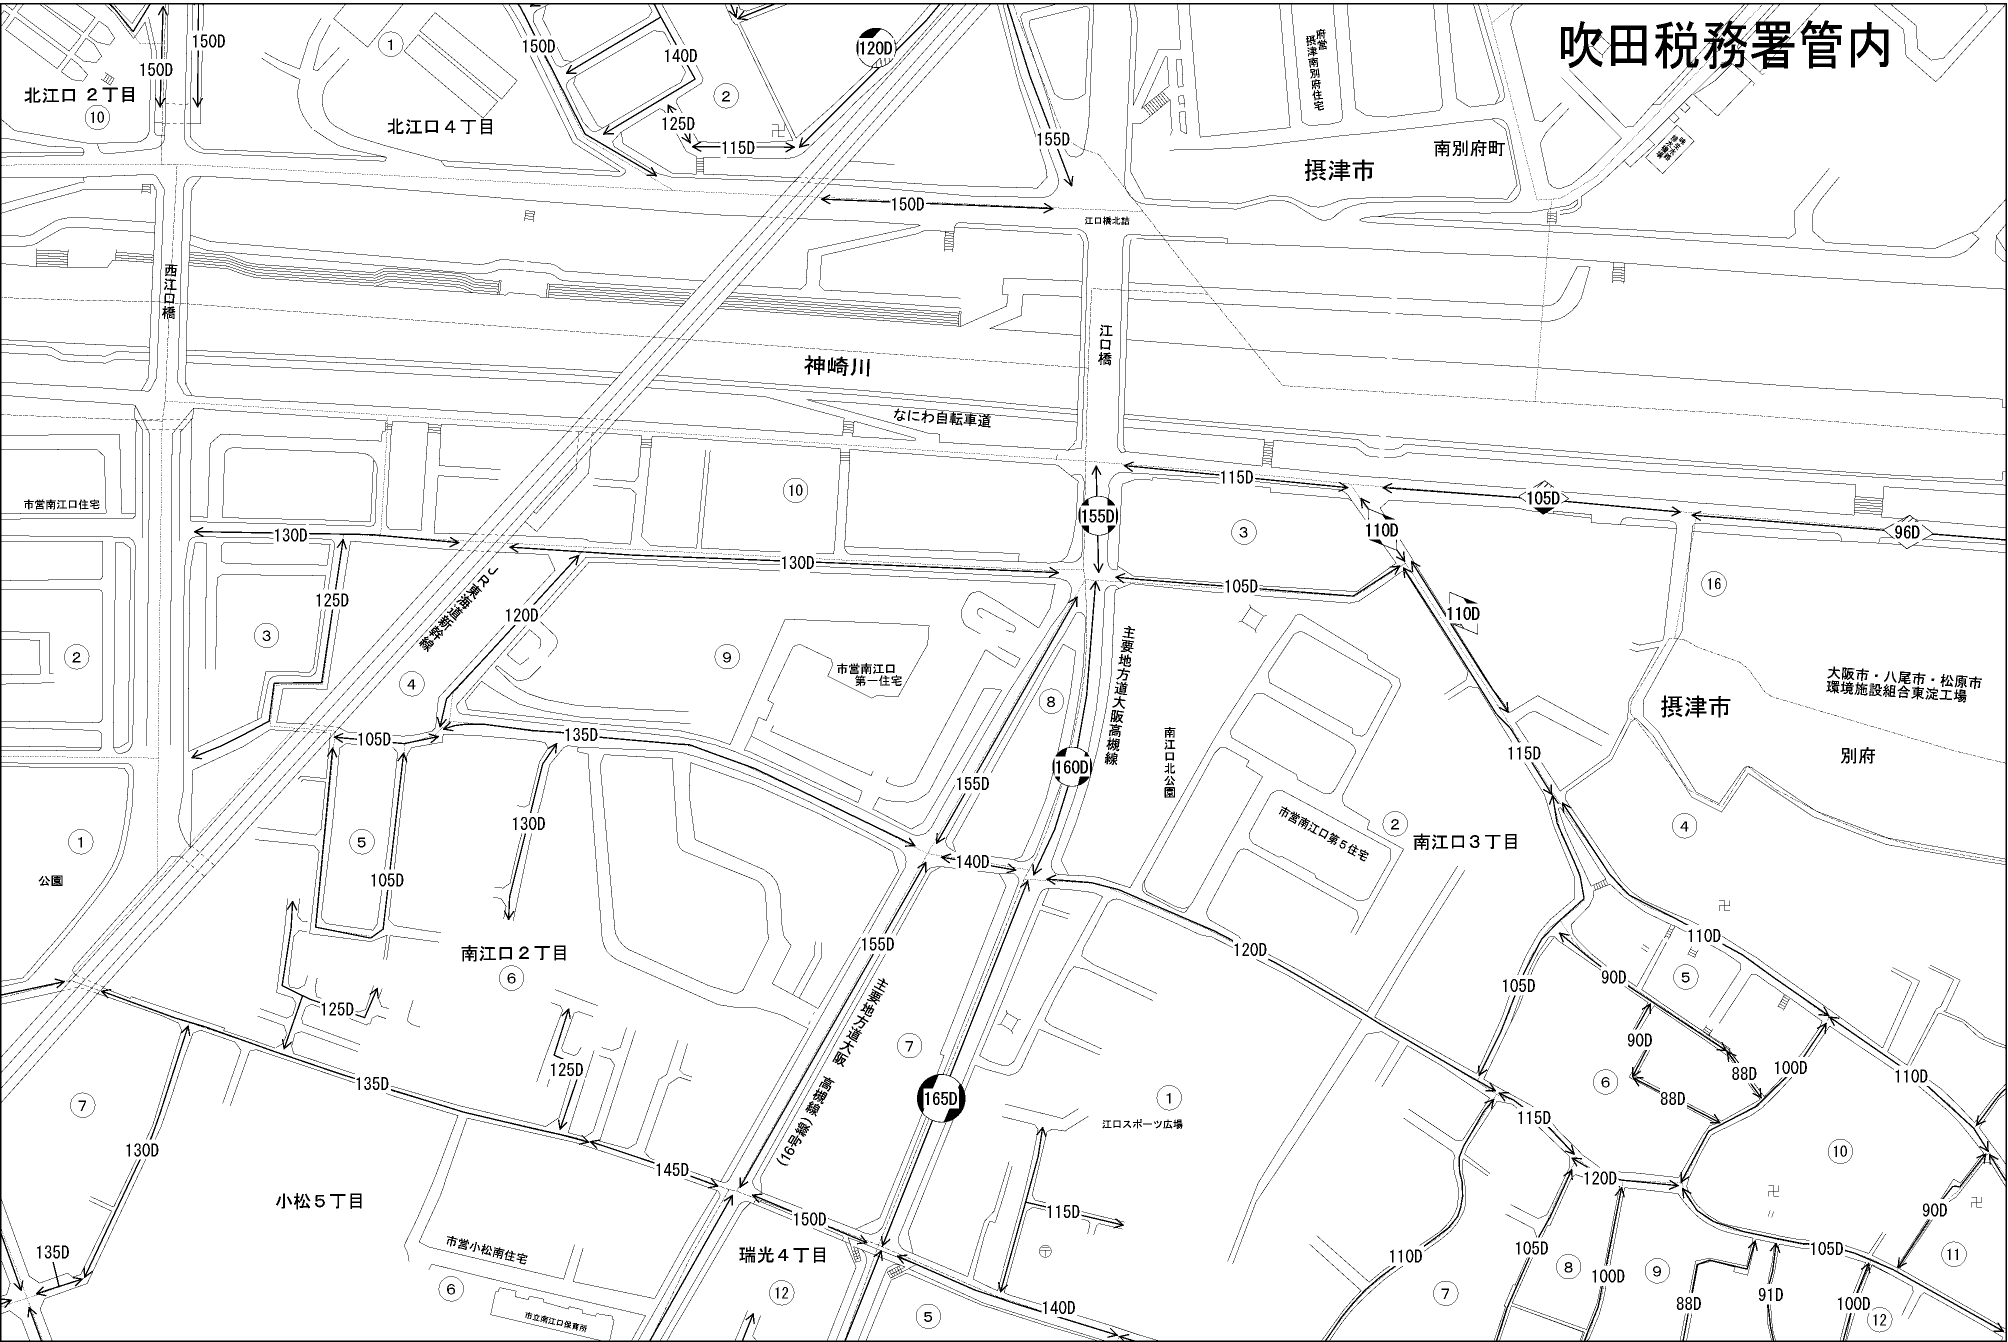 吹田税務署管内
150D
150D
北江口 2丁目
10
1
北江口4丁目
150D
140D
2
125D
115D
120D
155D
府営
摂津南別府住宅
摂津市
南別府町
150D
江口橋北詰
西江口橋
神崎川
江口橋
なにわ自転車道
市営南江口住宅
10
115D
155D
3
110D
105D
96D
130D
130D
105D
16
JR東海道新幹線
125D
120D
110D
3
2
4
9
市営南江口
第一住宅
8
主要地方道大阪高槻線
大阪市・八尾市・松原市
環境施設組合東淀工場
摂津市
別府
105D
135D
南江口北公園
160D
155D
115D
130D
市営南江口第5住宅
2
南江口3丁目
4
1
5
公園
105D
140D
155D
120D
110D
南江口2丁目
6
90D
5
105D
125D
主要地方道大阪 高槻線
(16号線)
7
90D
88D
100D
110D
135D
125D
6
88D
7
165D
1
江口スポーツ広場
115D
130D
145D
10
120D
小松5丁目
150D
115D
90D
市営小松南住宅
瑞光4丁目
135D
110D
105D
105D
11
6
12
8
100D
9
市立南江口保育所
5
140D
7
88D
91D
100D
12